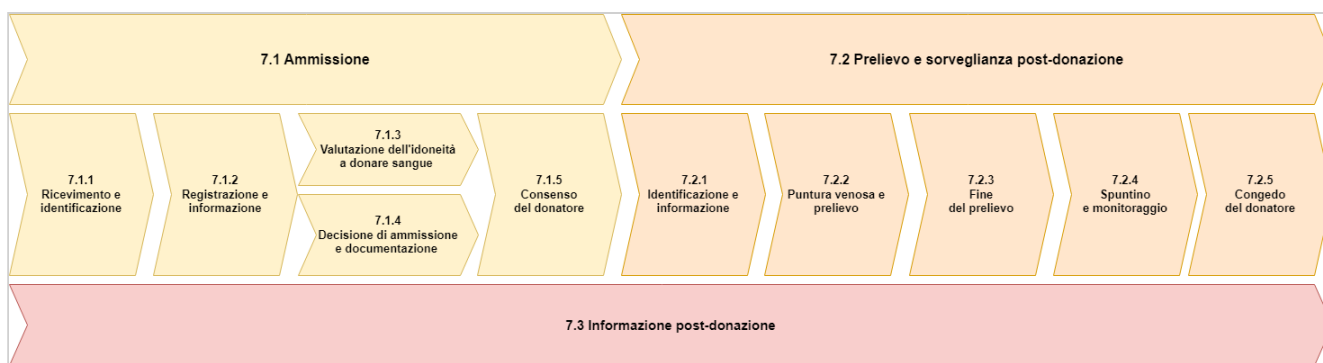 7.1 Ammissione
7.2 Prelievo e sorveglianza post-donazione
7.1.1
Ricevimento e
identificazione
7.1.2
Registrazione e
informazione
7.1.3
Valutazione dell'idoneità
a donare sangue
7.1.4
Decisione di ammissione
e documentazione
7.1.5
Consenso
del donatore
7.2.1
Identificazione e
informazione
7.2.2
Puntura venosa e
prelievo
7.2.3
Fine
del prelievo
7.2.4
Spuntino
e monitoraggio
7.2.5
Congedo
del donatore
7.3 Informazione post-donazione